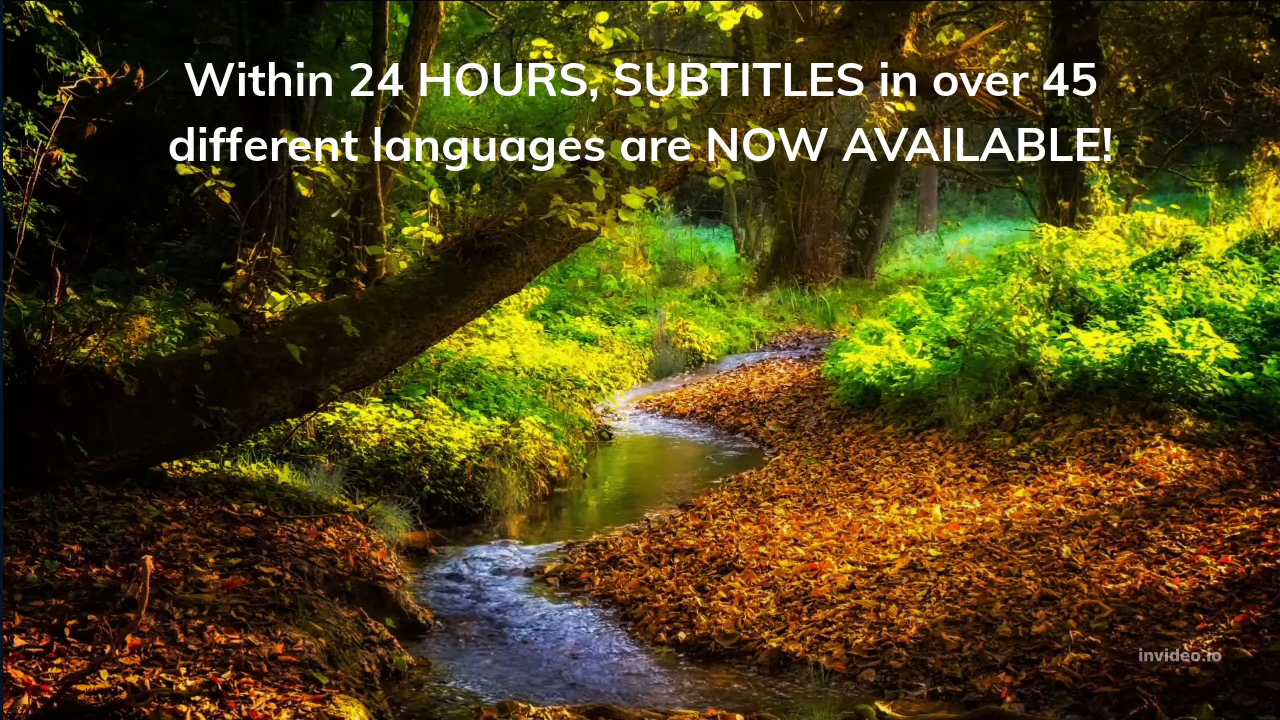 Within 24 HOURS, SUBTITLES in over 45
different languages are NOW AVAILABLE!
invideo.io